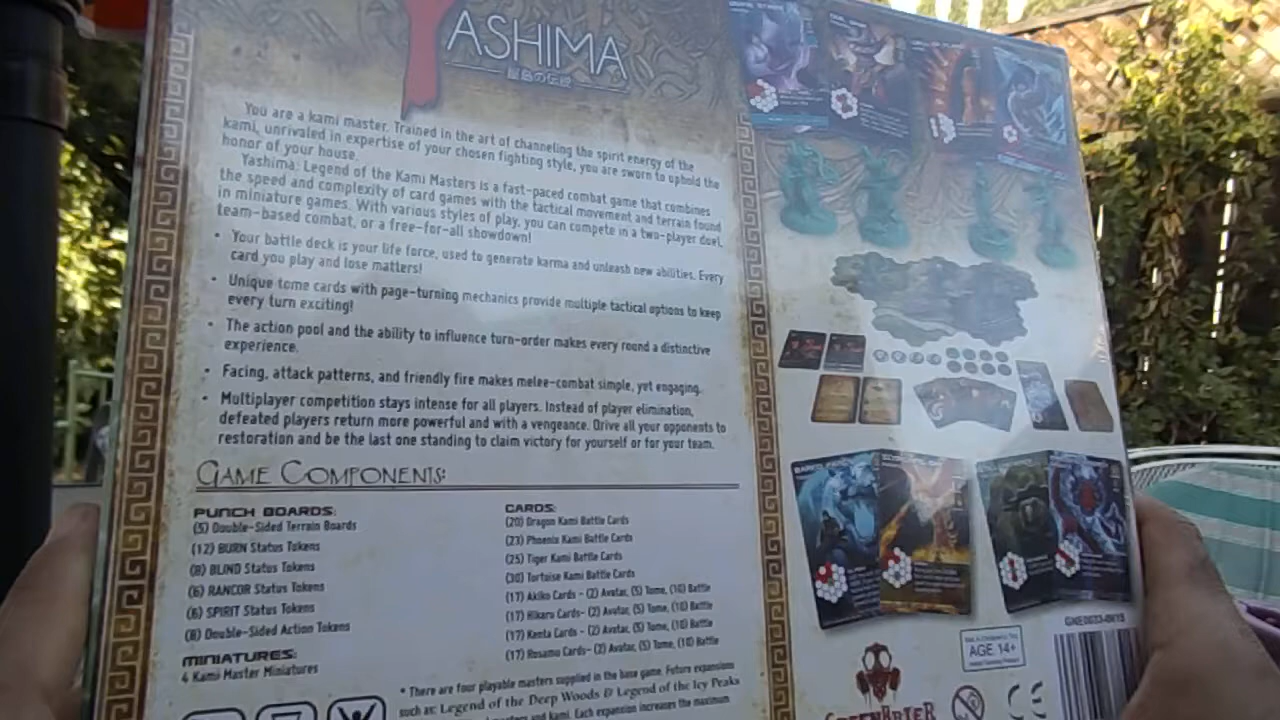 YASHIMA
You are a kami master. Trained in the art of channeling the spirit energy of the
kami, unrivaled in expertise of your chosen fighting style, you are sworn to uphold the
honor of your house.
Yashima: Legend of the Kami Masters is a fast-paced combat game that combines
the speed and complexity of card games with the tactical movement and terrain found
in miniature games. With various styles of play, you can compete in a two-player duel,
team-based combat, or a free-for-all showdown!
• Your battle deck is your life force, used to generate karma and unleash new abilities. Every
card you play and lose matters!
• Unique tome cards with page-turning mechanics provide multiple tactical options to keep
every turn exciting!
• The action pool and the ability to influence turn-order makes every round a distinctive
experience.
• Facing, attack patterns, and friendly fire makes melee-combat simple, yet engaging.
• Multiplayer competition stays intense for all players. Instead of player elimination,
defeated players return more powerful and with a vengeance. Drive all your opponents to
restoration and be the last one standing to claim victory for yourself or for your team.
GAME COMPONENTS:
PUNCH BOARDS:
(5) Double-Sided Terrain Boards
(12) BURN Status Tokens
(8) BLIND Status Tokens
(6) RANCOR Status Tokens
(6) SPIRIT Status Tokens
(8) Double-Sided Action Tokens
MINIATURES:
4 Kami Master Miniatures
CARDS:
(20) Dragon Kami Battle Cards
(23) Phoenix Kami Battle Cards
(25) Tiger Kami Battle Cards
(30) Tortoise Kami Battle Cards
(17) Akiko Cards - (2) Avatar, (5) Tome, (10) Battle
(17) Hikaru Cards- (2) Avatar, (5) Tome, (10) Battle
(17) Kenta Cards - (2) Avatar, (5) Tome, (10) Battle
(17) Rosamu Cards- (2) Avatar, (5) Tome, (10) Battle
* There are four playable masters supplied in the base game. Future expansions
such as: Legend of the Deep Woods & Legend of the Icy Peaks
and kami. Each expansion increases the maximum
AGE 14+
GREENBRIER
CE